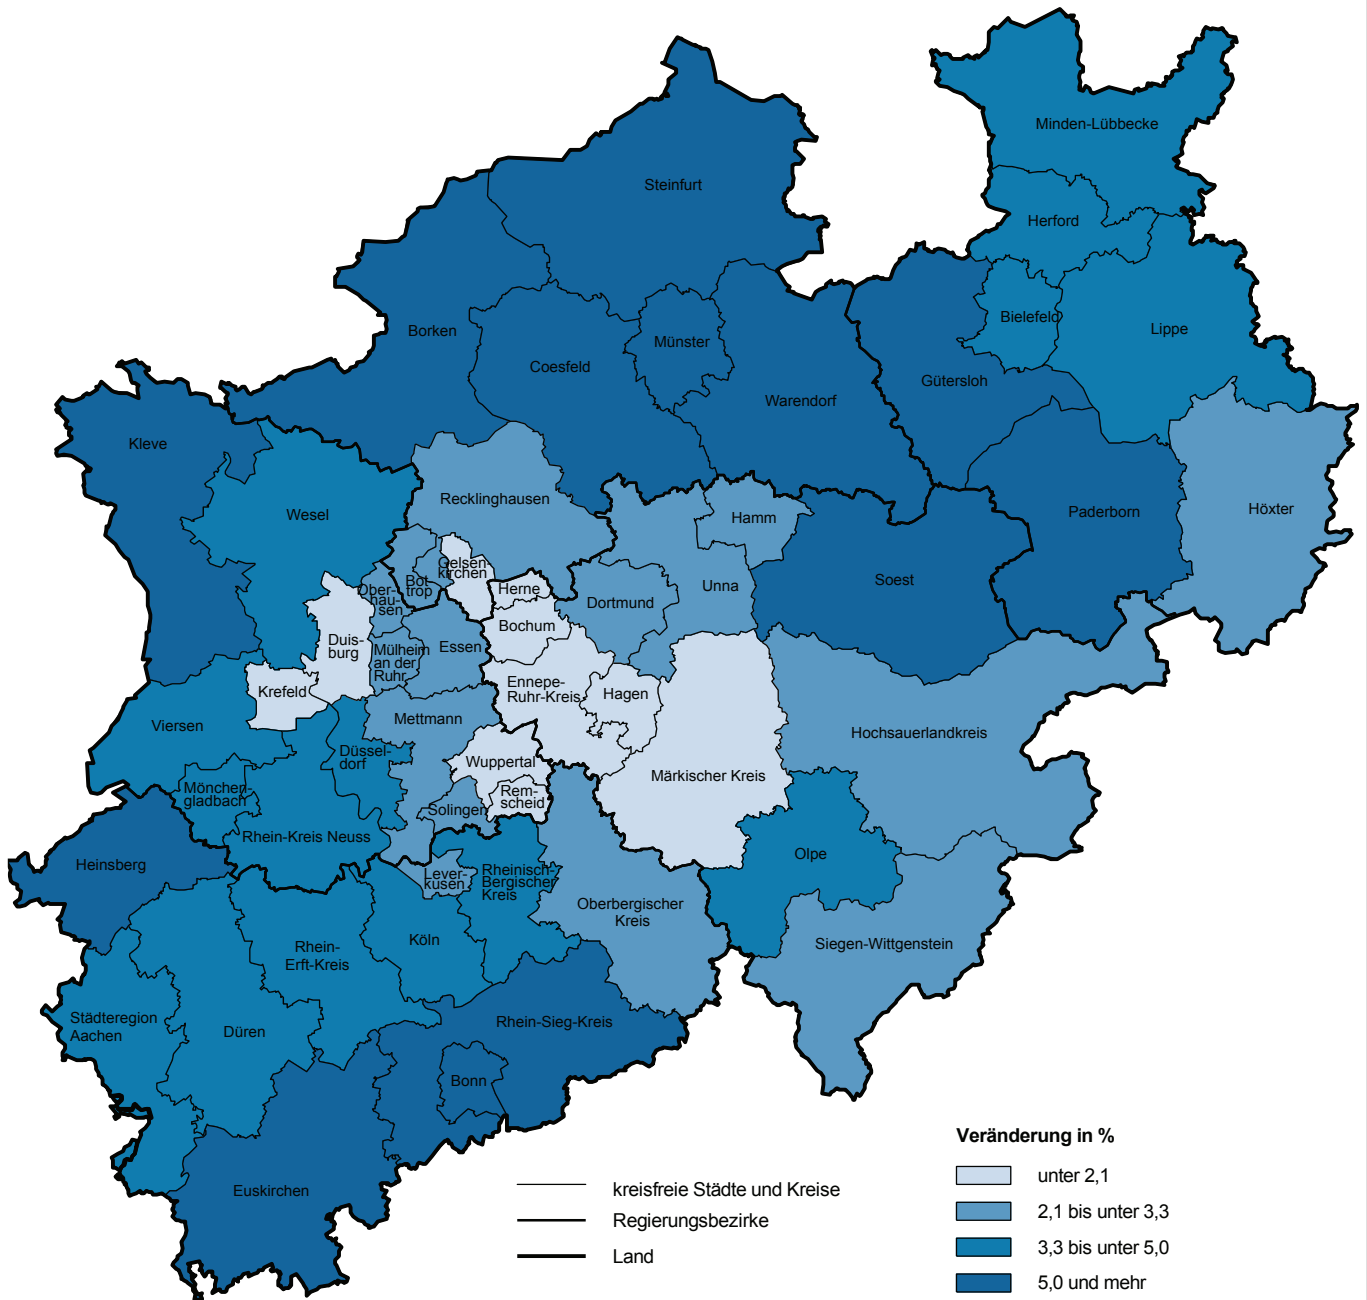 Minden-Lübbecke
Steinfurt
Herford
Bielefeld
Lippe
Borken
Münster
Coesfeld
Gütersloh
Warendorf
Kleve
Recklinghausen
Wesel
Hamm
Paderborn
Höxter
Gelsen-
kirchen
Bot-
trop
Ober-
hau-
sen
Herne
Unna
Soest
Dortmund
Bochum
Duis-
burg
Essen
Mülheim
an der
Ruhr
Krefeld
Ennepe-
Ruhr-Kreis
Hagen
Viersen
Mettmann
Hochsauerlandkreis
Düssel-
dorf
Wuppertal
Märkischer Kreis
Mönchen-
gladbach
Rem-
scheid
Solingen
Rhein-Kreis Neuss
Heinsberg
Olpe
Lever-
kusen
Rheinisch-
Bergischer
Kreis
Oberbergischer
Kreis
Köln
Siegen-Wittgenstein
Rhein-
Erft-Kreis
Städteregion
Aachen
Düren
Rhein-Sieg-Kreis
Bonn
Euskirchen
kreisfreie Städte und Kreise
Regierungsbezirke
Land
Veränderung in %
unter 2,1
2,1 bis unter 3,3
3,3 bis unter 5,0
5,0 und mehr